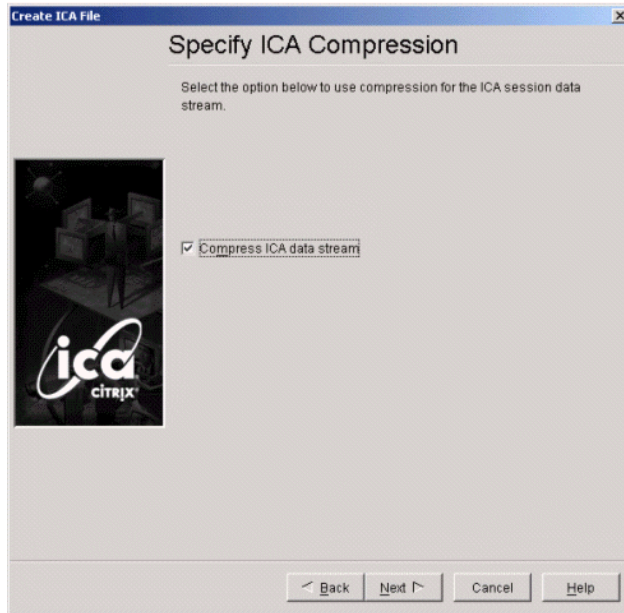 Create ICA File
Specify ICA Compression
Select the option below to use compression for the ICA session data
stream.
Compress ICA data stream
ica
CITRIX
Back Next Cancel Help